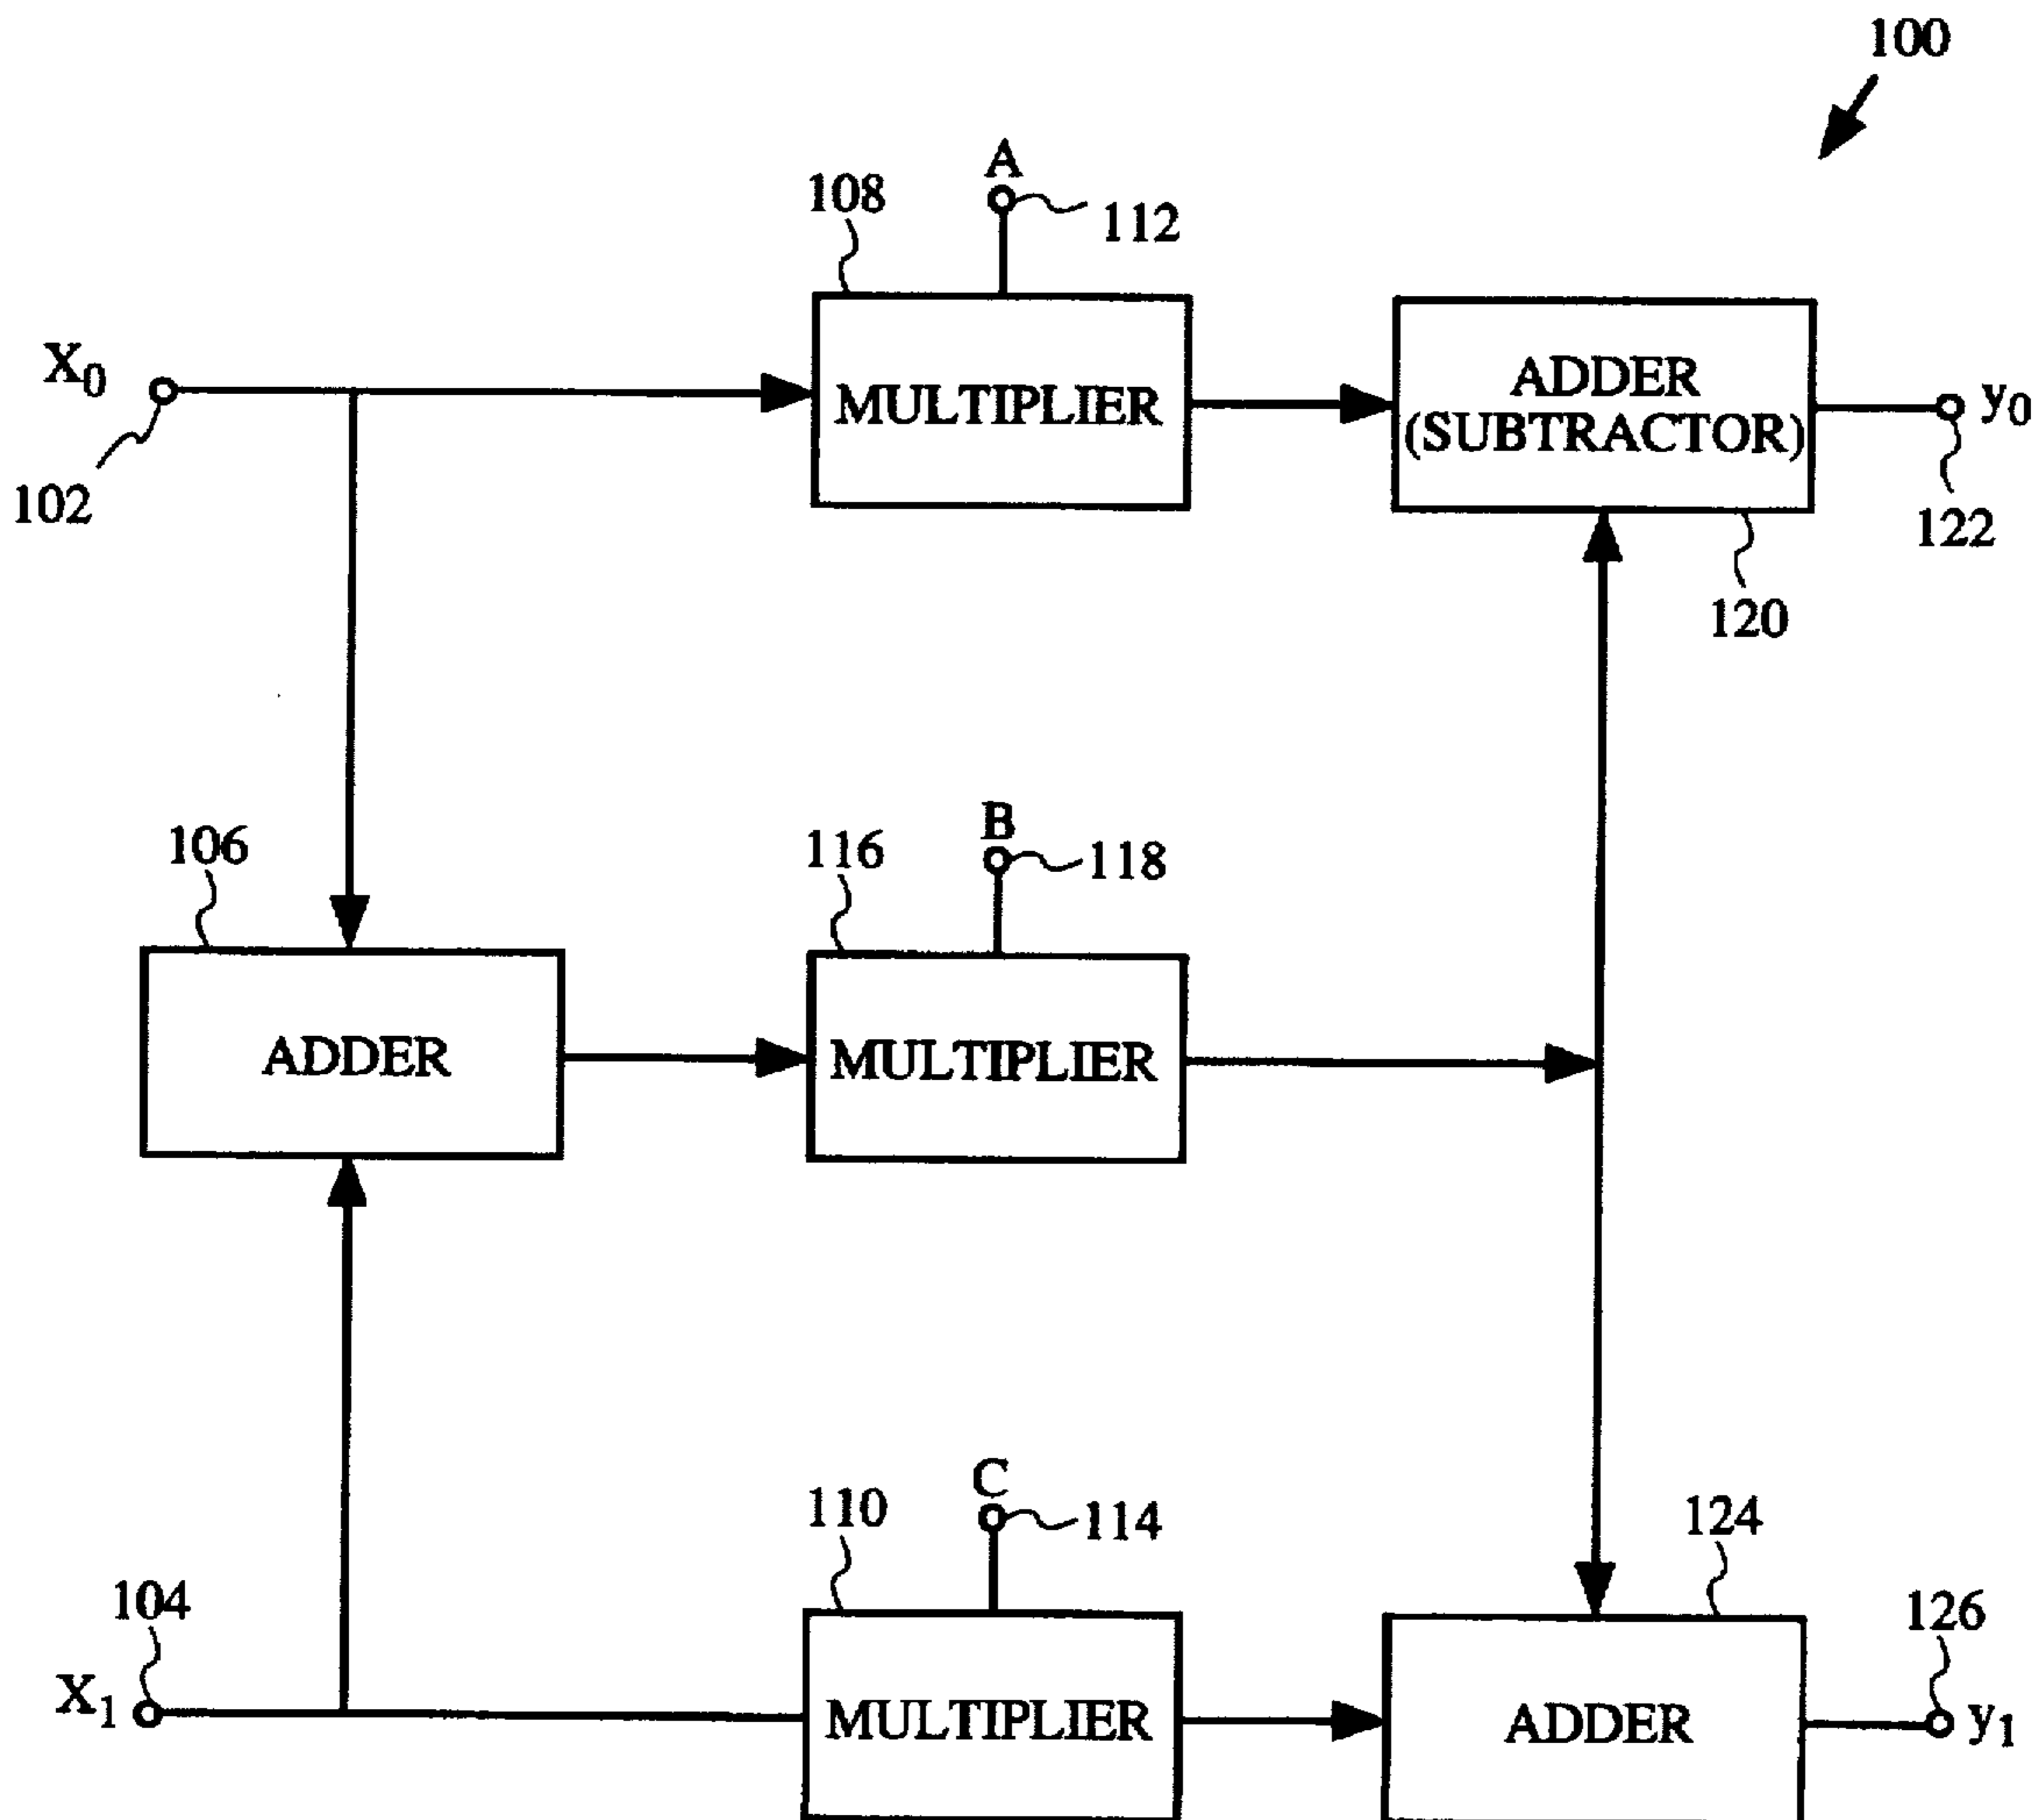 100
A
108
112
X0
MULTIPLIER
ADDER
(SUBTRACTOR)
y0
102
122
120
B
106
116
118
ADDER
MULTIPLIER
C
110
114
124
104
126
X1
MULTIPLIER
ADDER
y1